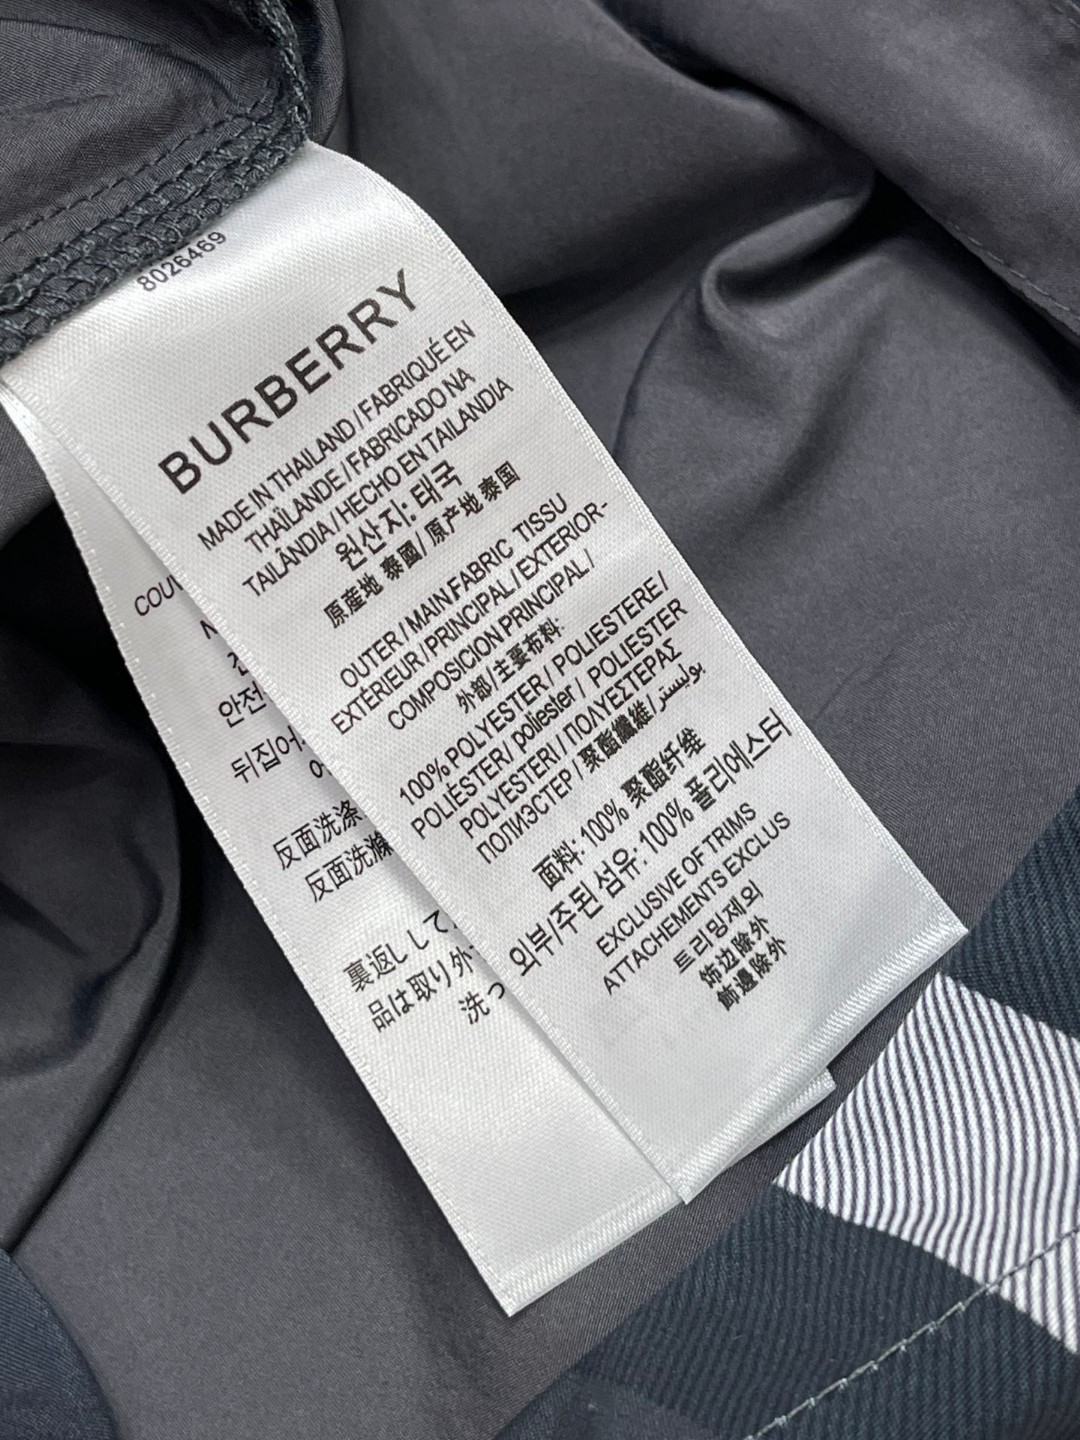 8026469
BURBERRY
MADE IN THAILAND / FABRIQUÉ EN
THAÏLANDE / FABRICADO NA
TAILÂNDIA / HECHO EN TAILANDIA
원산지: 태국
原産地 泰國/ 原产地 泰国
OUTER / MAIN FABRIC TISSU
EXTÉRIEUR / PRINCIPAL / EXTERIOR-
COMPOSICION PRINCIPAL /
外部/主要布料:
100% POLYESTER / POLIESTERE /
POLIÉSTER/ poliester / POLIESTER
POLYESTERI / ΠΟΛΥΕΣΤΕΡΑΣ
ПОЛИЭСТЕР / 聚酯纖維/ بوليستر
面料: 100% 聚酯纤维
외부/주된 섬유: 100% 폴리에스터
EXCLUSIVE OF TRIMS
ATTACHEMENTS EXCLUS
트리밍제외
饰边除外
飾邊除外
안전
뒤집어
反面洗涤
反面洗滌
裏返しして
品は取り外
洗っ